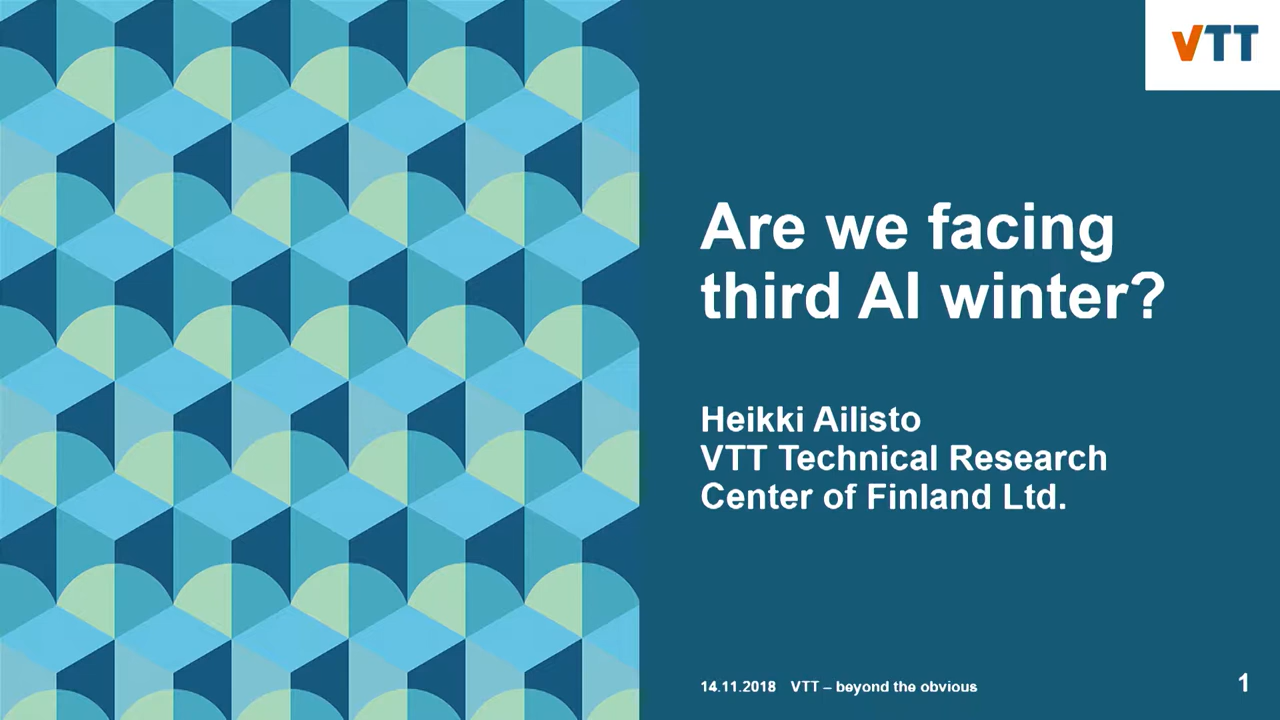 VTT
Are we facing
third AI winter?
Heikki Ailisto
VTT Technical Research
Center of Finland Ltd.
14.11.2018 VTT – beyond the obvious
1